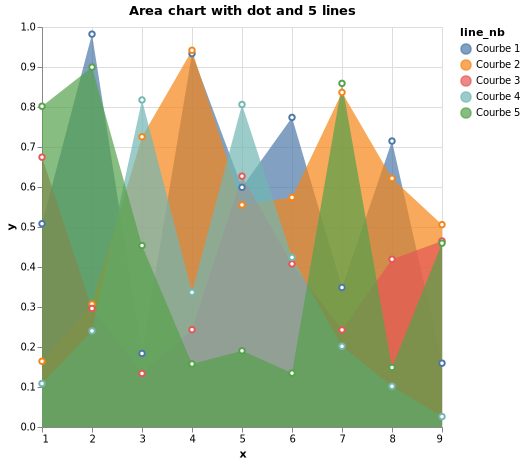 Area chart with dot and 5 lines
line_nb
Courbe 1
Courbe 2
Courbe 3
Courbe 4
Courbe 5
y
1.0
0.9
0.8
0.7
0.6
0.5
0.4
0.3
0.2
0.1
0.0
1 2 3 4 5 6 7 8 9
x